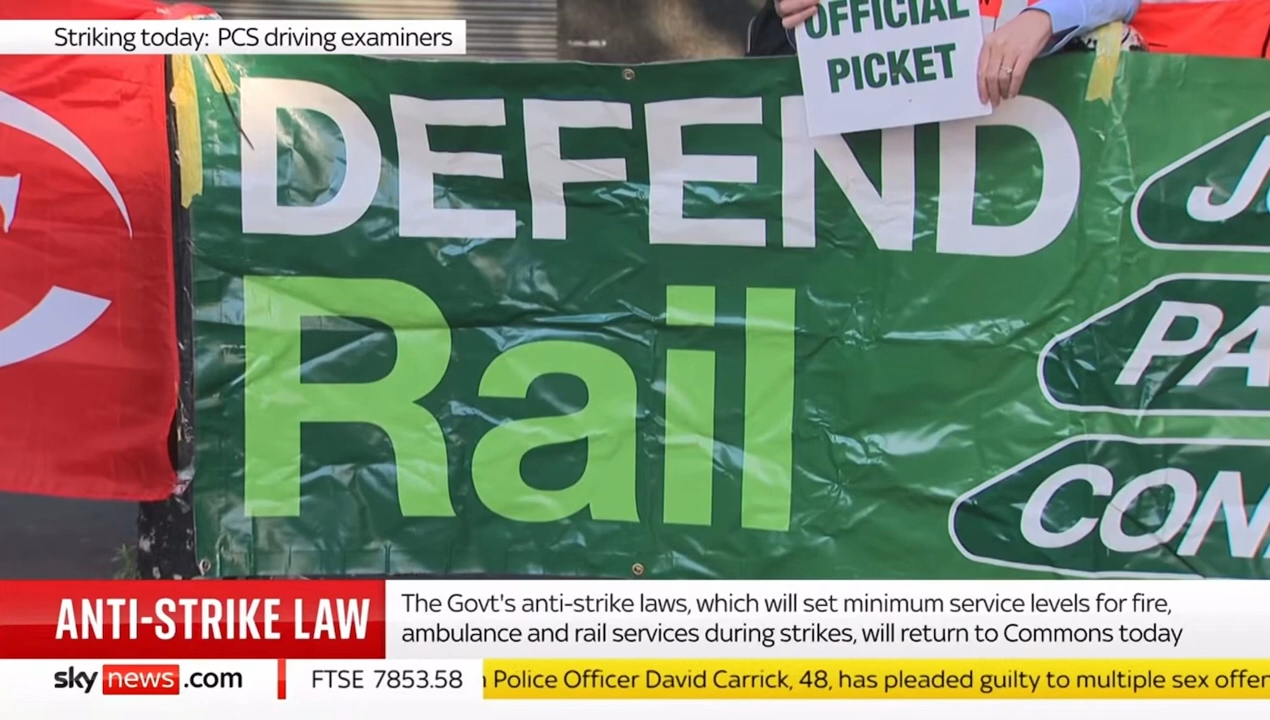 Striking today: PCS driving examiners
OFFICIAL
PICKET
DEFEND
Rail
ANTI-STRIKE LAW
The Govt's anti-strike laws, which will set minimum service levels for fire,
ambulance and rail services during strikes, will return to Commons today
sky news.com
FTSE 7853.58
Police Officer David Carrick, 48, has pleaded guilty to multiple sex